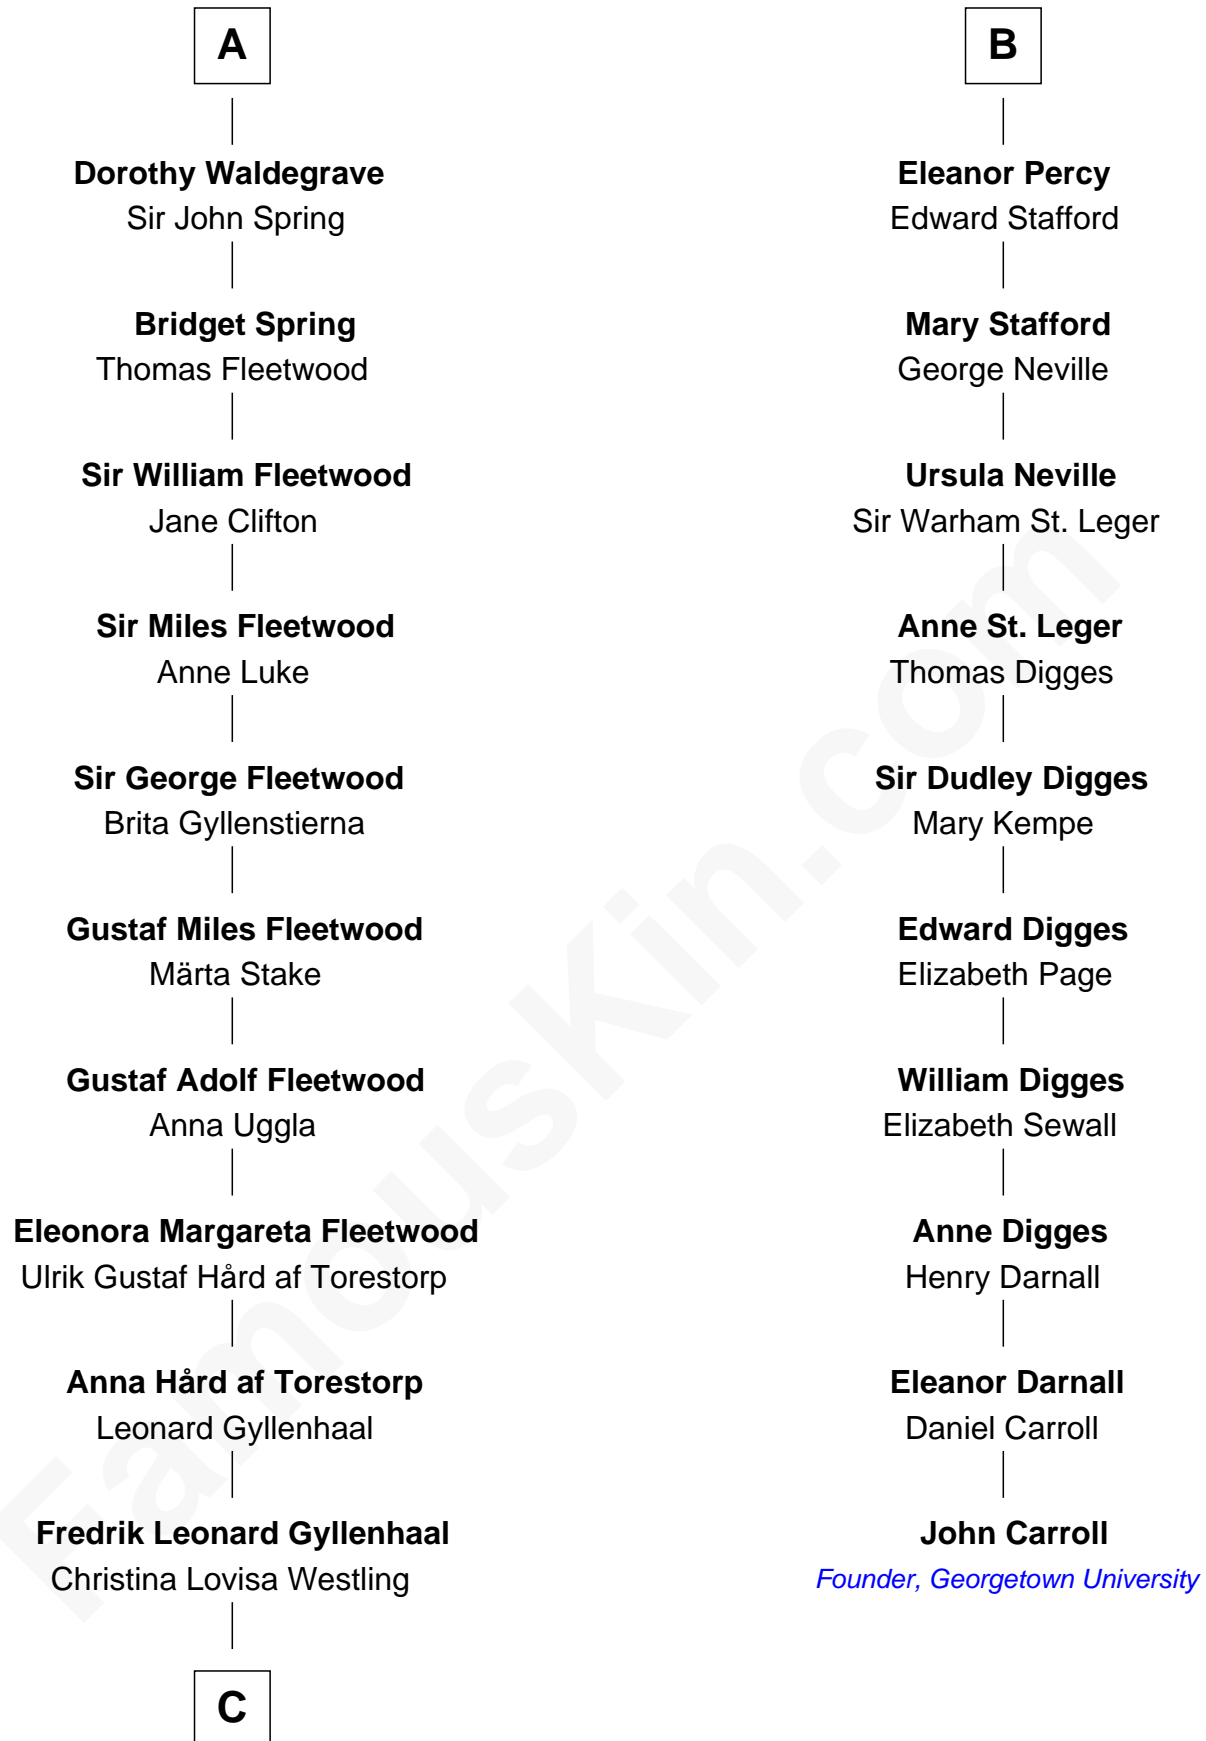 A
Dorothy Waldegrave
Sir John Spring
Bridget Spring
Thomas Fleetwood
Sir William Fleetwood
Jane Clifton
Sir Miles Fleetwood
Anne Luke
Sir George Fleetwood
Brita Gyllenstierna
Gustaf Miles Fleetwood
Märta Stake
Gustaf Adolf Fleetwood
Anna Uggla
Eleonora Margareta Fleetwood
Ulrik Gustaf Hård af Torestorp
Anna Hård af Torestorp
Leonard Gyllenhaal
Fredrik Leonard Gyllenhaal
Christina Lovisa Westling
C
B
Eleanor Percy
Edward Stafford
Mary Stafford
George Neville
Ursula Neville
Sir Warham St. Leger
Anne St. Leger
Thomas Digges
Sir Dudley Digges
Mary Kempe
Edward Digges
Elizabeth Page
William Digges
Elizabeth Sewall
Anne Digges
Henry Darnall
Eleanor Darnall
Daniel Carroll
John Carroll
Founder, Georgetown University
FamousKin.com